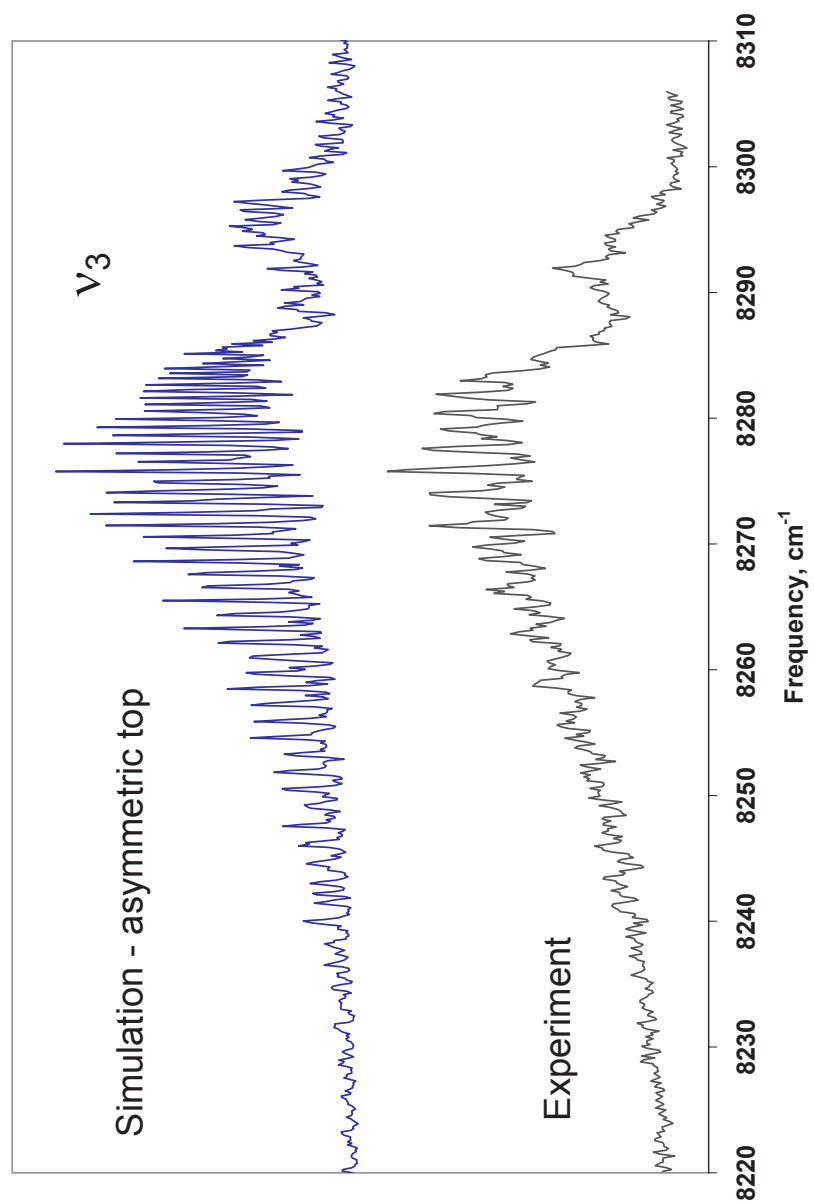 ν3
Simulation - asymmetric top
Experiment
8220 8230 8240 8250 8260 8270 8280 8290 8300 8310
Frequency, cm-1